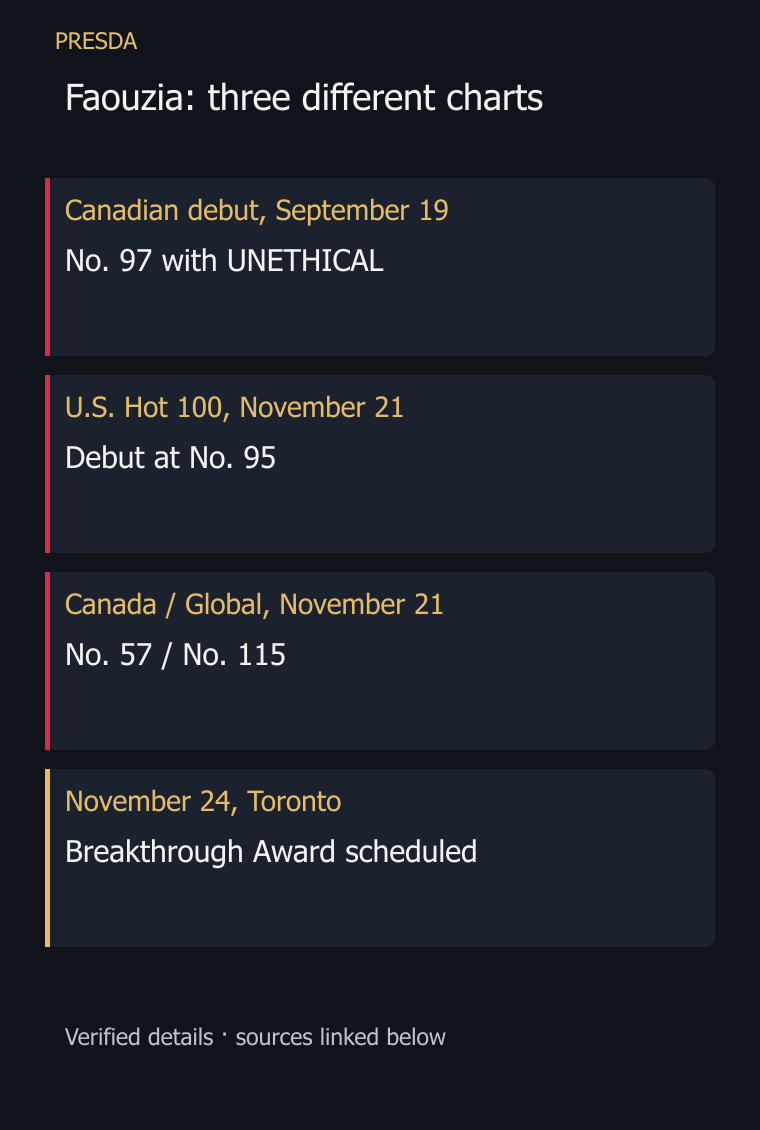 PRESDA
Faouzia: three different charts
Canadian debut, September 19
No. 97 with UNETHICAL
U.S. Hot 100, November 21
Debut at No. 95
Canada / Global, November 21
No. 57 / No. 115
November 24, Toronto
Breakthrough Award scheduled
Verified details · sources linked below